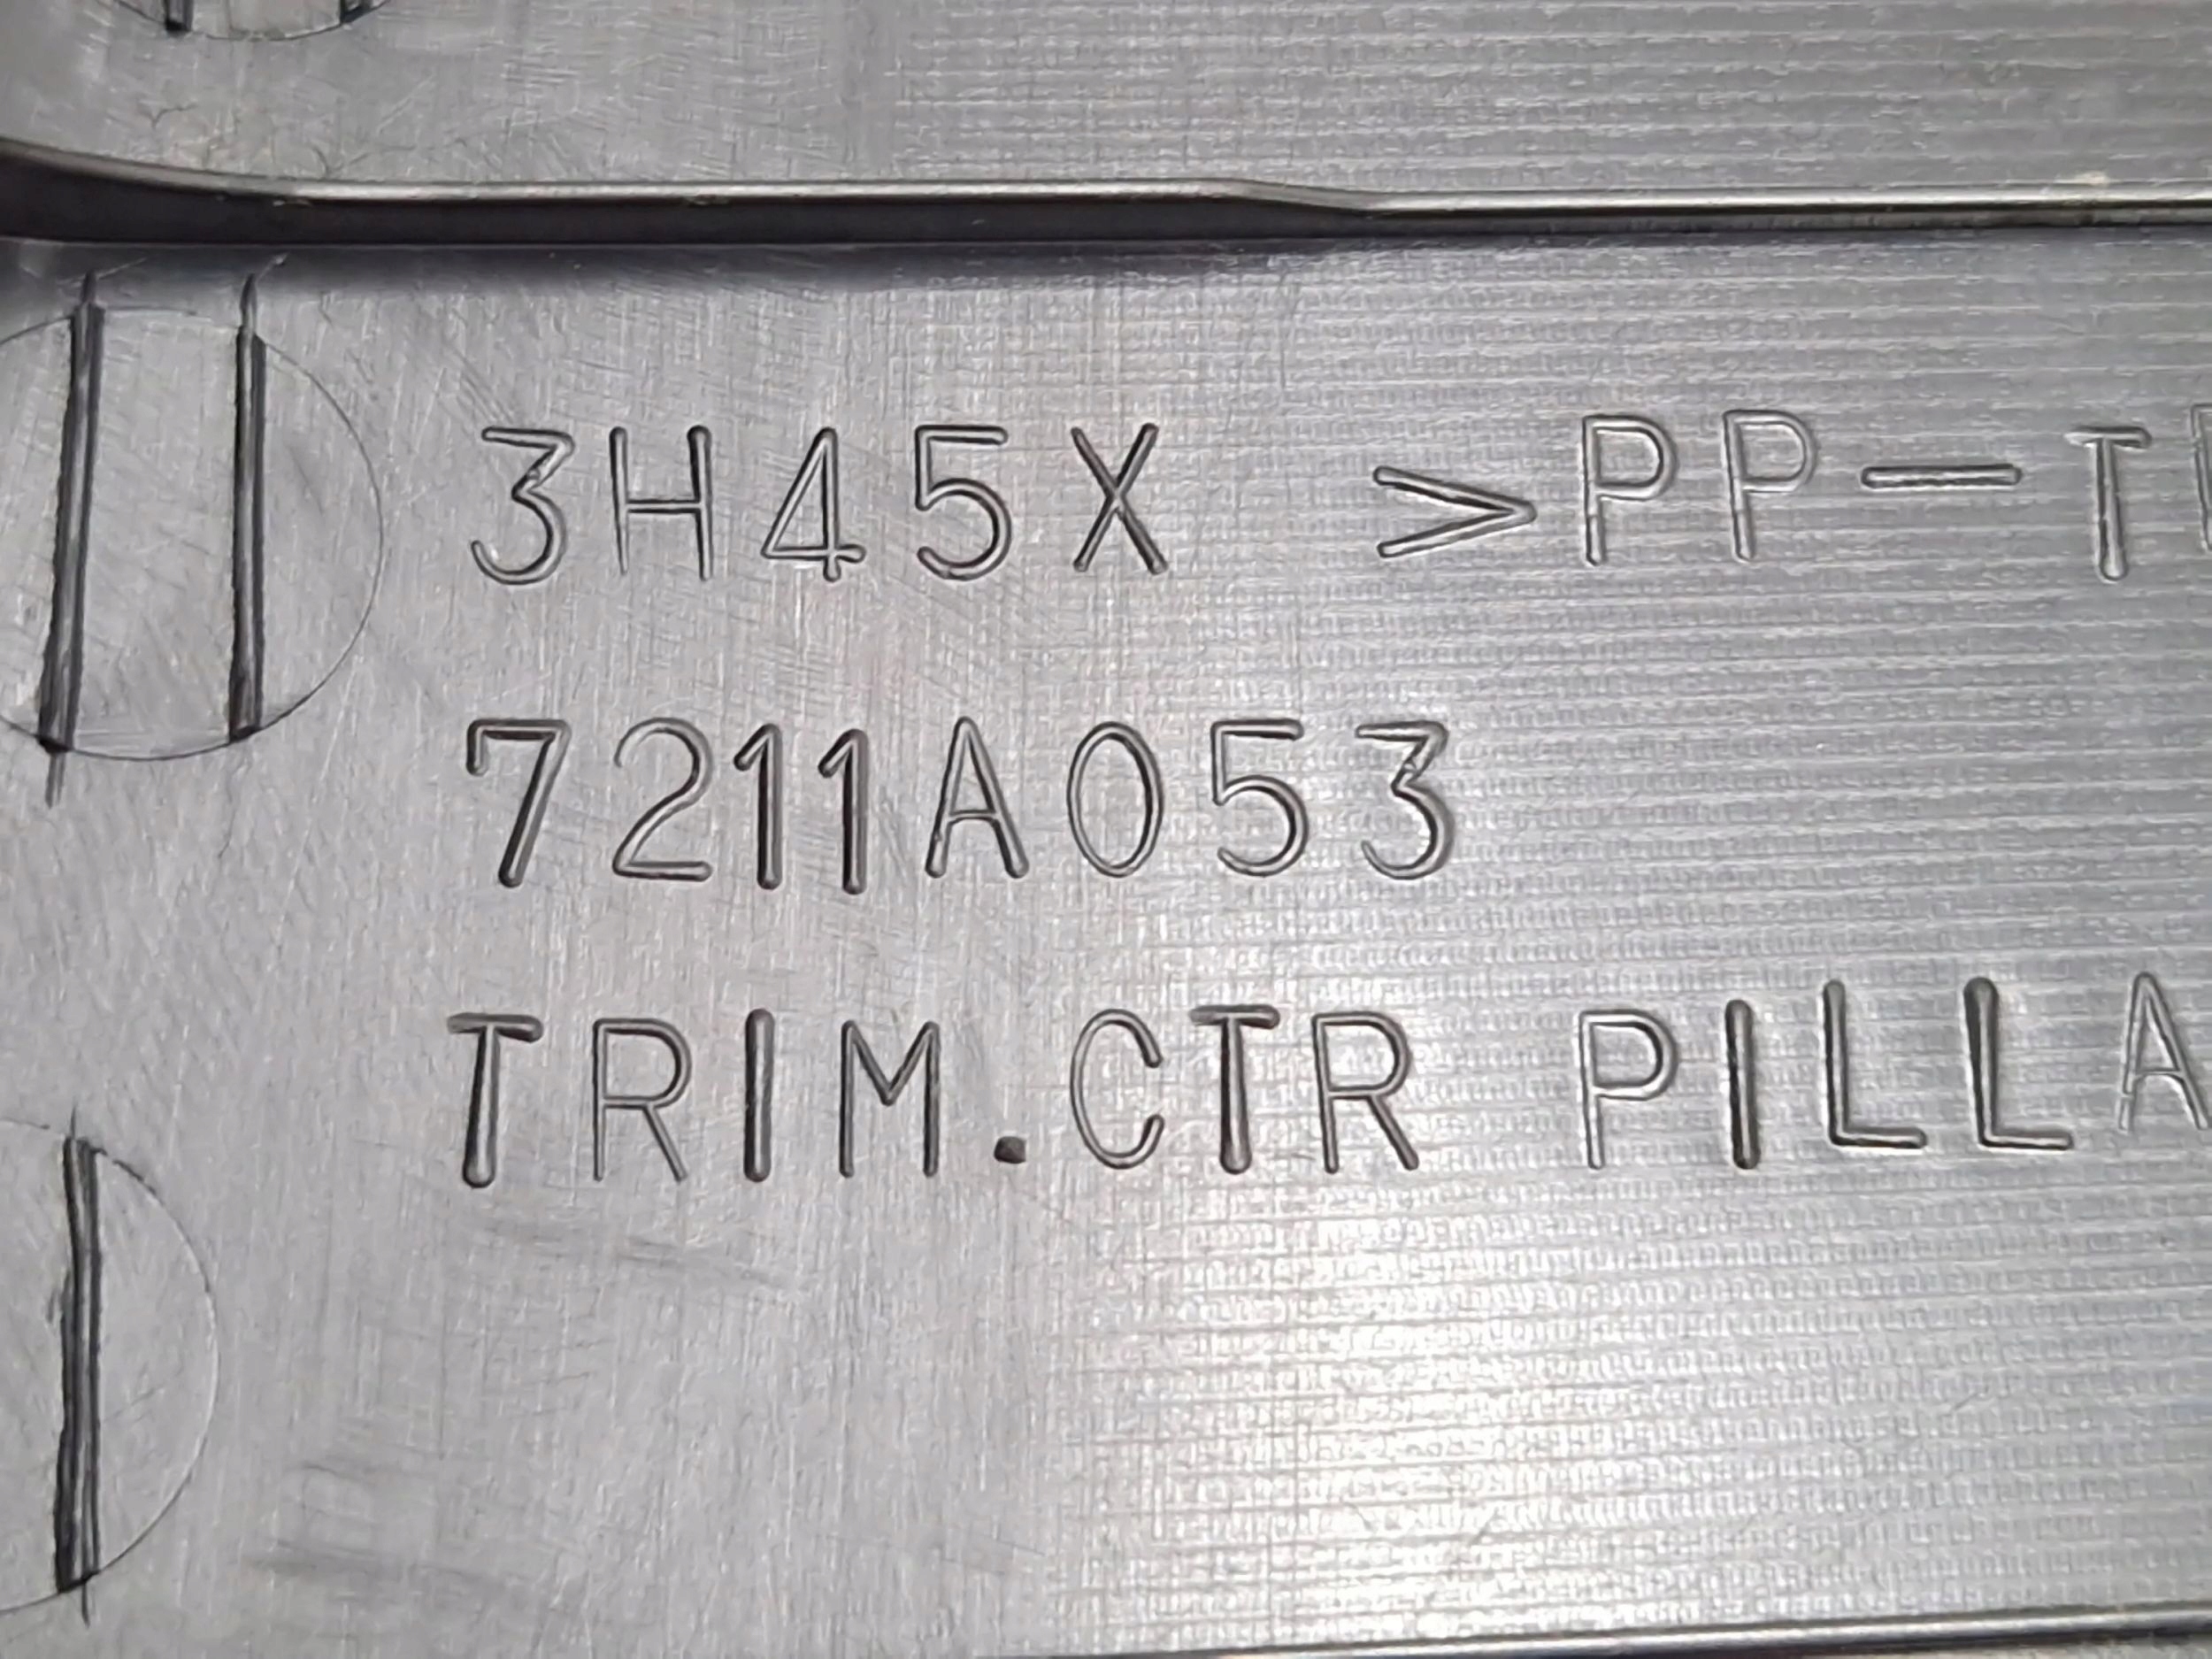 3H45X >PP-T
7211A053
TRIM.CTR PILLA